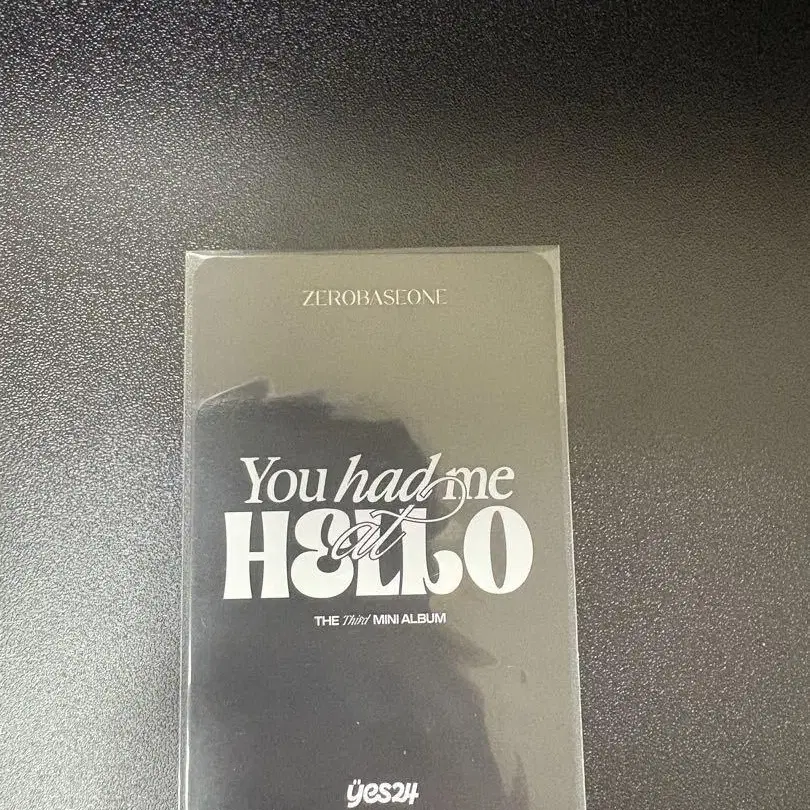 ZEROBASEONE
You had me
at
HELLO
THE Third MINI ALBUM
yes24